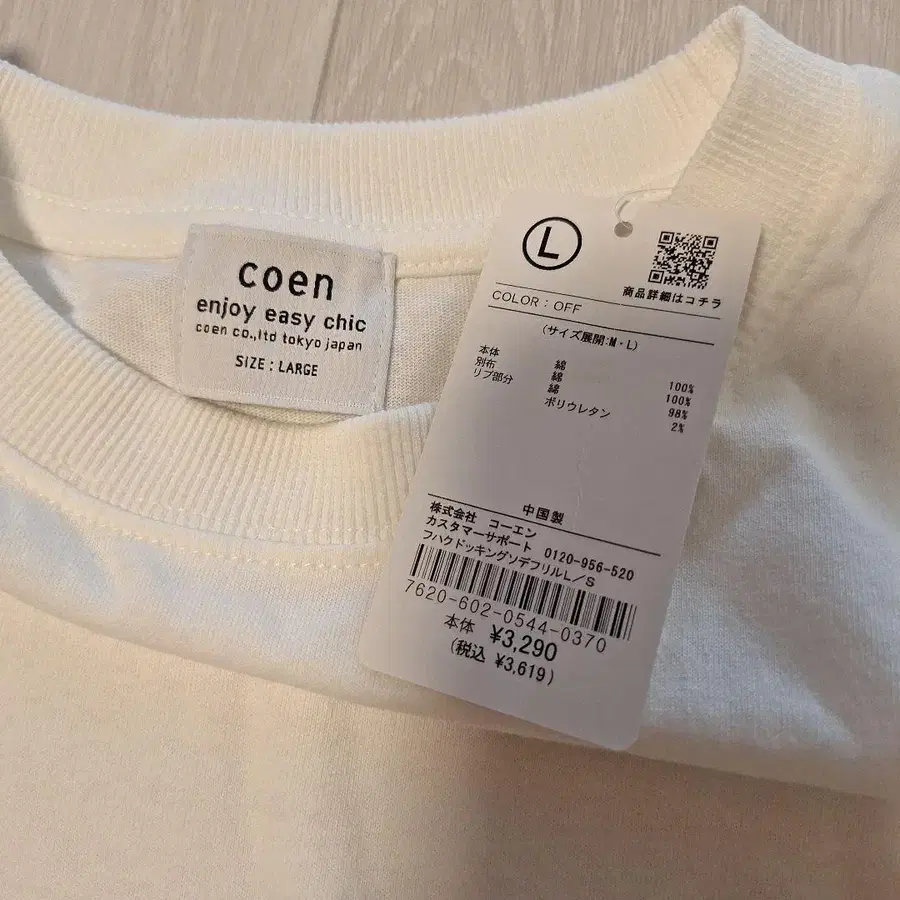 coen
enjoy easy chic
coen co.,ltd tokyo japan
SIZE : LARGE
L
商品詳細はコチラ
COLOR : OFF
(サイズ展開:M・L)
本体 綿 100%
別布 綿 100%
リブ部分 綿 98%
ポリウレタン 2%
中国製
株式会社 コーエン
カスタマーサポート 0120-956-520
フハクドッキングソデフリルL/S
7620-602-0544-0370
本体 ¥3,290
(税込 ¥3,619)